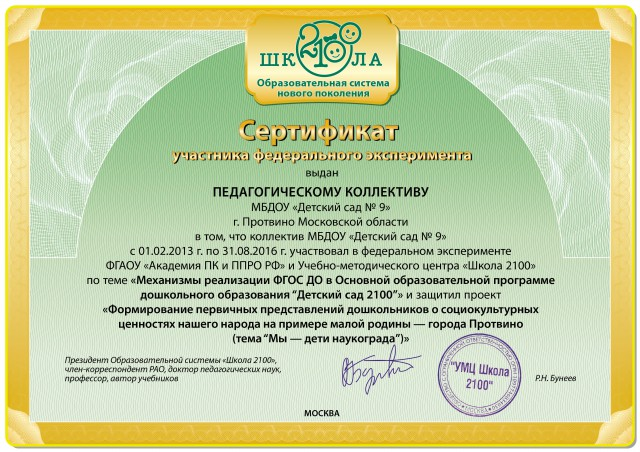 ШК 2100 ЛА
Образовательная система
нового поколения
Сертификат
участника федерального эксперимента
выдан
ПЕДАГОГИЧЕСКОМУ КОЛЛЕКТИВУ
МБДОУ «Детский сад № 9»
г. Протвино Московской области
в том, что коллектив МБДОУ «Детский сад № 9»
с 01.02.2013 г. по 31.08.2016 г. участвовал в федеральном эксперименте
ФГАОУ «Академия ПК и ППРО РФ» и Учебно-методического центра «Школа 2100»
по теме «Механизмы реализации ФГОС ДО в Основной образовательной программе
дошкольного образования "Детский сад 2100"» и защитил проект
«Формирование первичных представлений дошкольников о социокультурных
ценностях нашего народа на примере малой родины — города Протвино
(тема "Мы — дети наукограда")»
Президент Образовательной системы «Школа 2100»,
член-корреспондент РАО, доктор педагогических наук,
профессор, автор учебников
"УМЦ Школа
2100"
Р.Н. Бунеев
МОСКВА